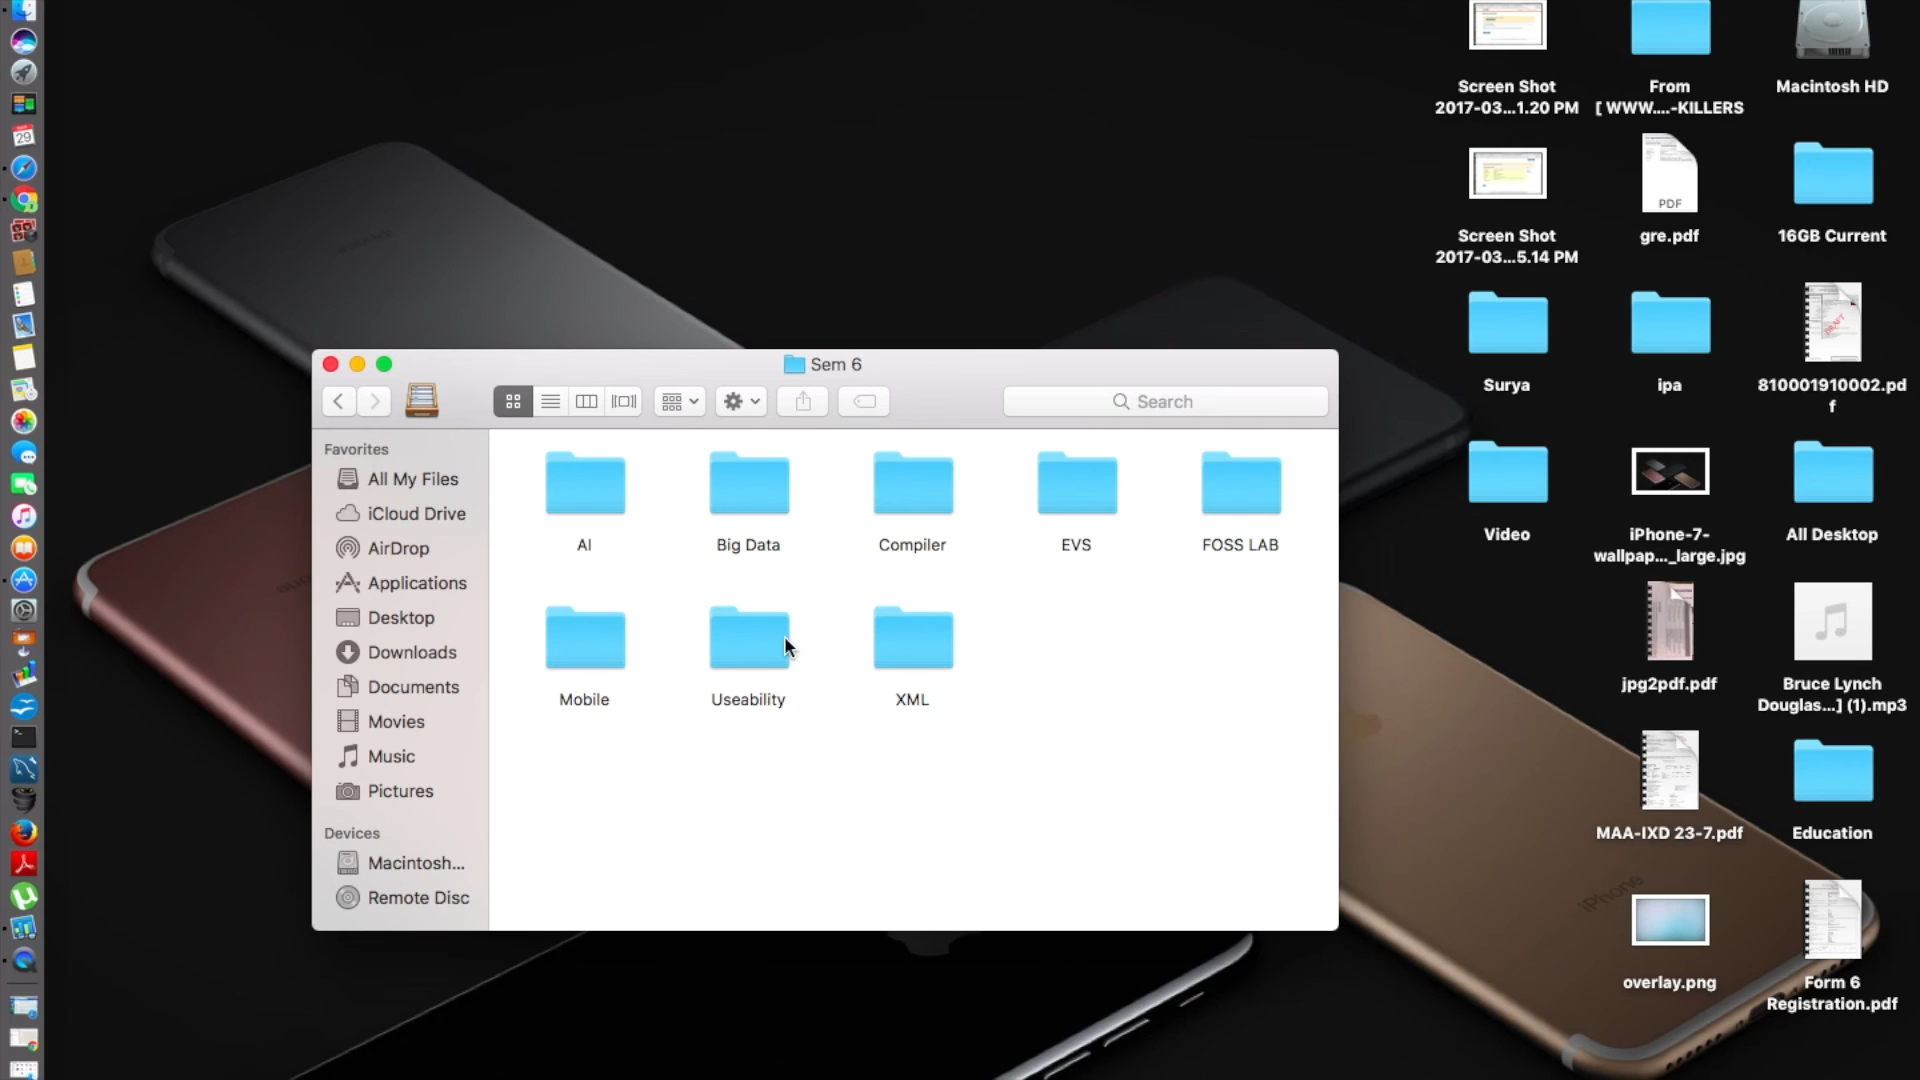 Screen Shot
2017-03...1.20 PM
From
[ WWW....-KILLERS
Macintosh HD
PDF
Screen Shot
2017-03...5.14 PM
gre.pdf
16GB Current
Surya
ipa
DRAFT
810001910002.pd
f
Video
iPhone-7-
wallpap..._large.jpg
All Desktop
jpg2pdf.pdf
Bruce Lynch
Douglas...] (1).mp3
MAA-IXD 23-7.pdf
Education
iPhone
overlay.png
Form 6
Registration.pdf
29
Sem 6
Search
Favorites
All My Files
iCloud Drive
AirDrop
Applications
Desktop
Downloads
Documents
Movies
Music
Pictures
Devices
Macintosh...
Remote Disc
AI
Big Data
Compiler
EVS
FOSS LAB
Mobile
Useability
XML